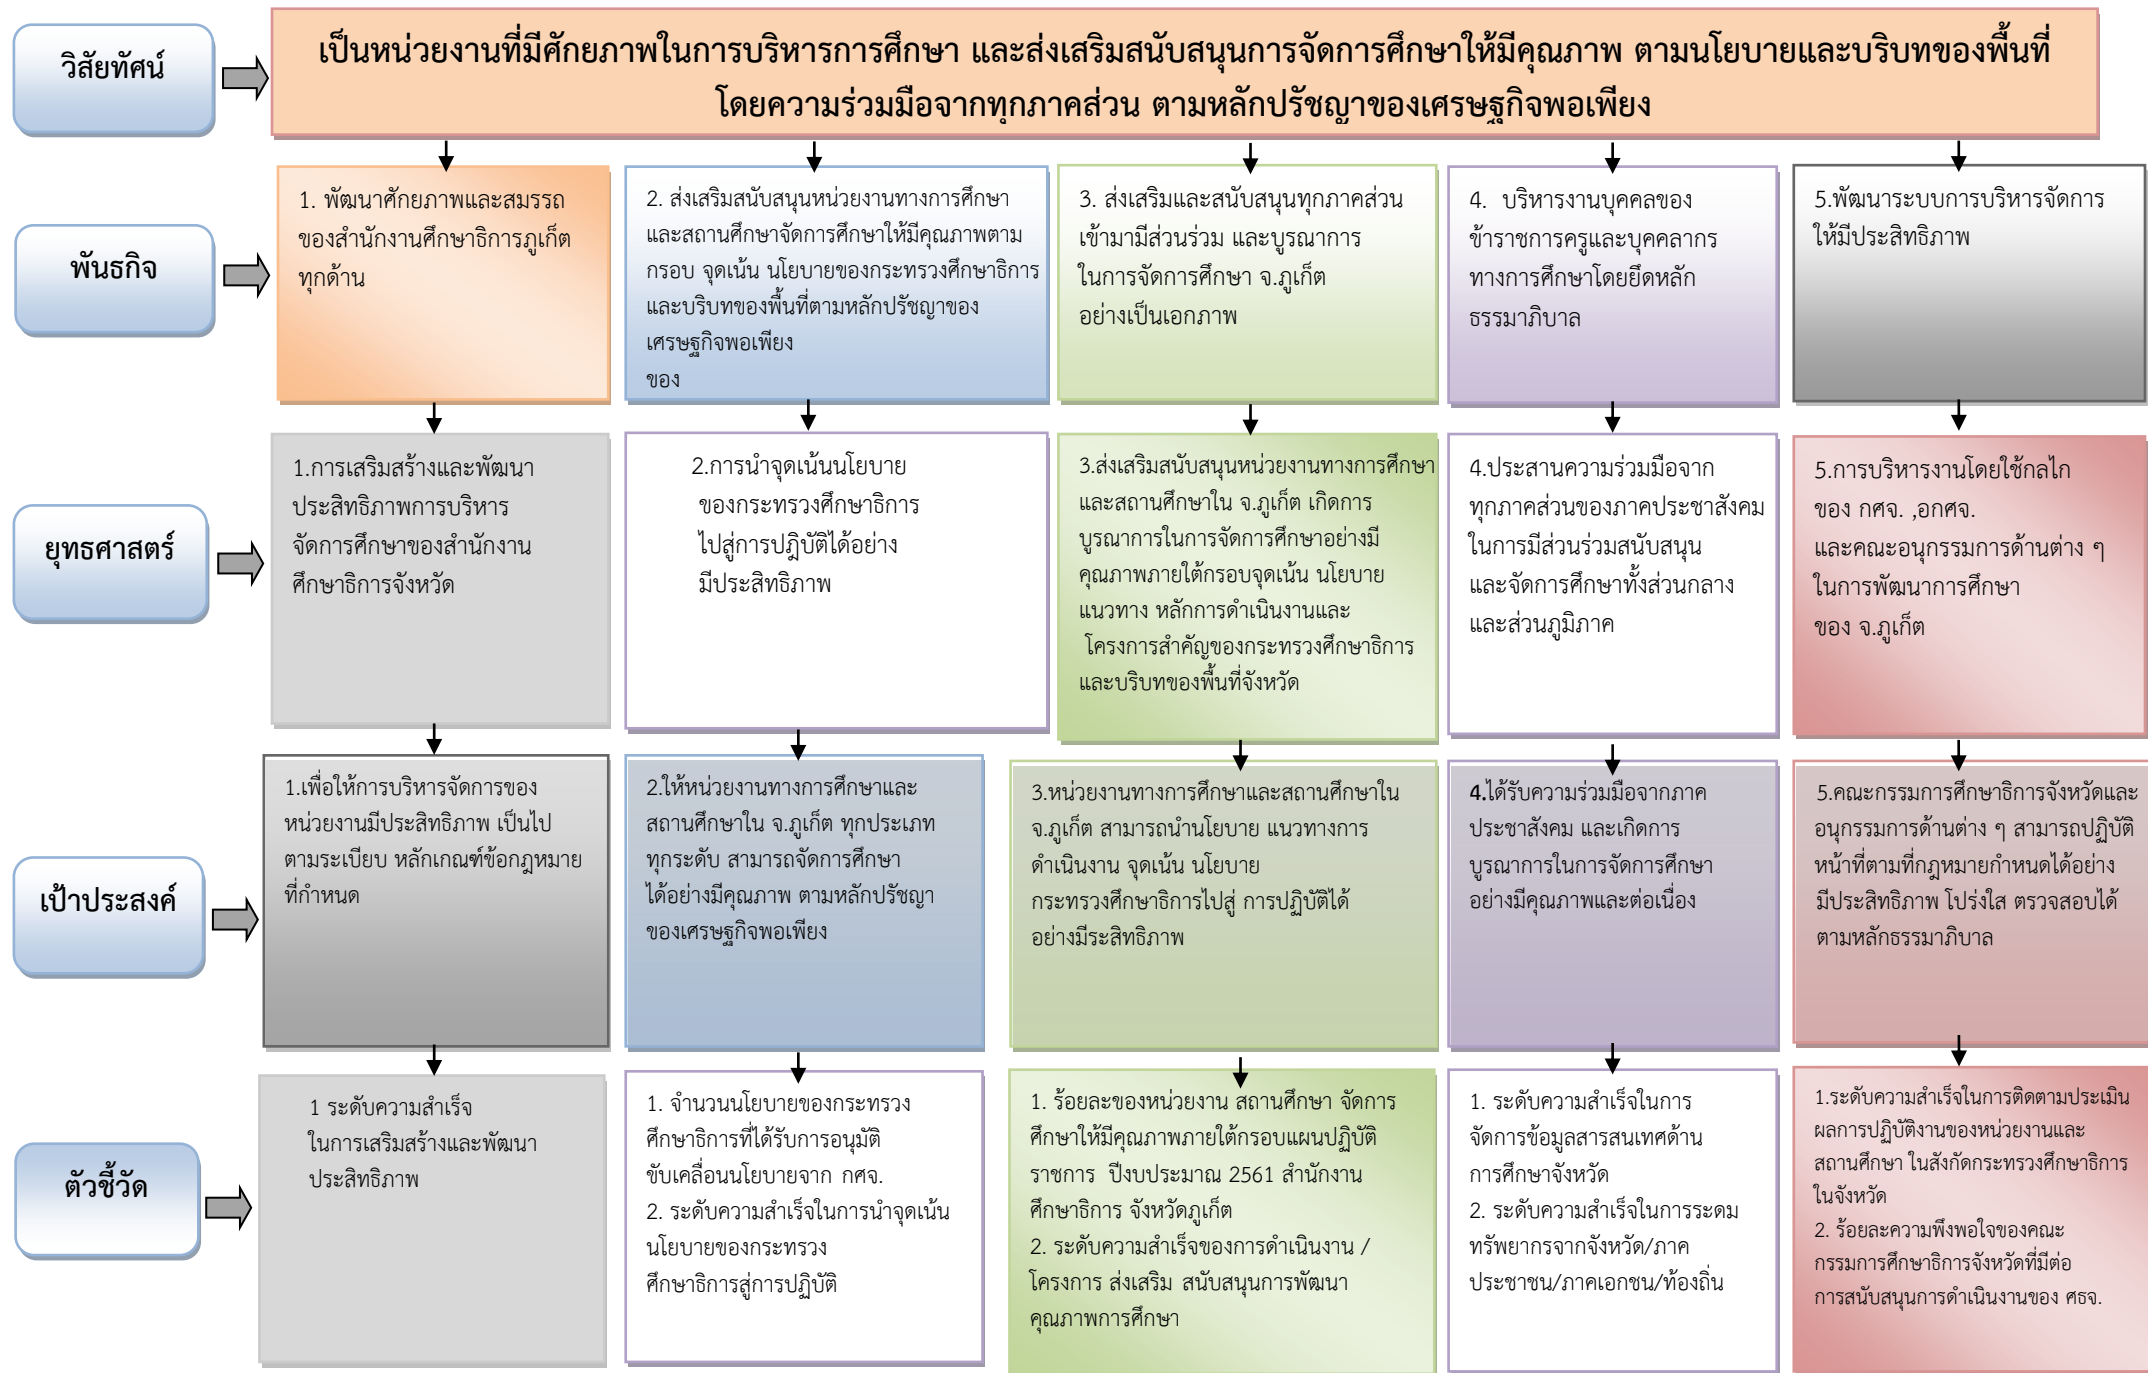 วิสัยทัศน์
เป็นหน่วยงานที่มีศักยภาพในการบริหารการศึกษา และส่งเสริมสนับสนุนการจัดการศึกษาให้มีคุณภาพ ตามนโยบายและบริบทของพื้นที่
โดยความร่วมมือจากทุกภาคส่วน ตามหลักปรัชญาของเศรษฐกิจพอเพียง
พันธกิจ
1. พัฒนาศักยภาพและสมรรถ
ของสำนักงานศึกษาธิการภูเก็ต
ทุกด้าน
2. ส่งเสริมสนับสนุนหน่วยงานทางการศึกษา
และสถานศึกษาจัดการศึกษาให้มีคุณภาพตาม
กรอบ จุดเน้น นโยบายของกระทรวงศึกษาธิการ
และบริบทของพื้นที่ตามหลักปรัชญาของ
เศรษฐกิจพอเพียง
ของ
3. ส่งเสริมและสนับสนุนทุกภาคส่วน
เข้ามามีส่วนร่วม และบูรณาการ
ในการจัดการศึกษา จ.ภูเก็ต
อย่างเป็นเอกภาพ
4. บริหารงานบุคคลของ
ข้าราชการครูและบุคคลากร
ทางการศึกษาโดยยึดหลัก
ธรรมาภิบาล
5.พัฒนาระบบการบริหารจัดการ
ให้มีประสิทธิภาพ
ยุทธศาสตร์
1.การเสริมสร้างและพัฒนา
ประสิทธิภาพการบริหาร
จัดการศึกษาของสำนักงาน
ศึกษาธิการจังหวัด
2.การนำจุดเน้นนโยบาย
ของกระทรวงศึกษาธิการ
ไปสู่การปฎิบัติได้อย่าง
มีประสิทธิภาพ
3.ส่งเสริมสนับสนุนหน่วยงานทางการศึกษา
และสถานศึกษาใน จ.ภูเก็ต เกิดการ
บูรณาการในการจัดการศึกษาอย่างมี
คุณภาพภายใต้กรอบจุดเน้น นโยบาย
แนวทาง หลักการดำเนินงานและ
โครงการสำคัญของกระทรวงศึกษาธิการ
และบริบทของพื้นที่จังหวัด
4.ประสานความร่วมมือจาก
ทุกภาคส่วนของภาคประชาสังคม
ในการมีส่วนร่วมสนับสนุน
และจัดการศึกษาทั้งส่วนกลาง
และส่วนภูมิภาค
5.การบริหารงานโดยใช้กลไก
ของ กศจ. ,อกศจ.
และคณะอนุกรรมการด้านต่าง ๆ
ในการพัฒนาการศึกษา
ของ จ.ภูเก็ต
เป้าประสงค์
1.เพื่อให้การบริหารจัดการของ
หน่วยงานมีประสิทธิภาพ เป็นไป
ตามระเบียบ หลักเกณฑ์ข้อกฎหมาย
ที่กำหนด
2.ให้หน่วยงานทางการศึกษาและ
สถานศึกษาใน จ.ภูเก็ต ทุกประเภท
ทุกระดับ สามารถจัดการศึกษา
ได้อย่างมีคุณภาพ ตามหลักปรัชญา
ของเศรษฐกิจพอเพียง
3.หน่วยงานทางการศึกษาและสถานศึกษาใน
จ.ภูเก็ต สามารถนำนโยบาย แนวทางการ
ดำเนินงาน จุดเน้น นโยบาย
กระทรวงศึกษาธิการไปสู่ การปฏิบัติได้
อย่างมีระสิทธิภาพ
4.ได้รับความร่วมมือจากภาค
ประชาสังคม และเกิดการ
บูรณาการในการจัดการศึกษา
อย่างมีคุณภาพและต่อเนื่อง
5.คณะกรรมการศึกษาธิการจังหวัดและ
อนุกรรมการด้านต่าง ๆ สามารถปฏิบัติ
หน้าที่ตามที่กฎหมายกำหนดได้อย่าง
มีประสิทธิภาพ โปร่งใส ตรวจสอบได้
ตามหลักธรรมาภิบาล
ตัวชี้วัด
1 ระดับความสำเร็จ
ในการเสริมสร้างและพัฒนา
ประสิทธิภาพ
1. จำนวนนโยบายของกระทรวง
ศึกษาธิการที่ได้รับการอนุมัติ
ขับเคลื่อนนโยบายจาก กศจ.
2. ระดับความสำเร็จในการนำจุดเน้น
นโยบายของกระทรวง
ศึกษาธิการสู่การปฏิบัติ
1. ร้อยละของหน่วยงาน สถานศึกษา จัดการ
ศึกษาให้มีคุณภาพภายใต้กรอบแผนปฏิบัติ
ราชการ ปีงบประมาณ 2561 สำนักงาน
ศึกษาธิการ จังหวัดภูเก็ต
2. ระดับความสำเร็จของการดำเนินงาน /
โครงการ ส่งเสริม สนับสนุนการพัฒนา
คุณภาพการศึกษา
1. ระดับความสำเร็จในการ
จัดการข้อมูลสารสนเทศด้าน
การศึกษาจังหวัด
2. ระดับความสำเร็จในการระดม
ทรัพยากรจากจังหวัด/ภาค
ประชาชน/ภาคเอกชน/ท้องถิ่น
1.ระดับความสำเร็จในการติดตามประเมิน
ผลการปฏิบัติงานของหน่วยงานและ
สถานศึกษา ในสังกัดกระทรวงศึกษาธิการ
ในจังหวัด
2. ร้อยละความพึงพอใจของคณะ
กรรมการศึกษาธิการจังหวัดที่มีต่อ
การสนับสนุนการดำเนินงานของ ศธจ.